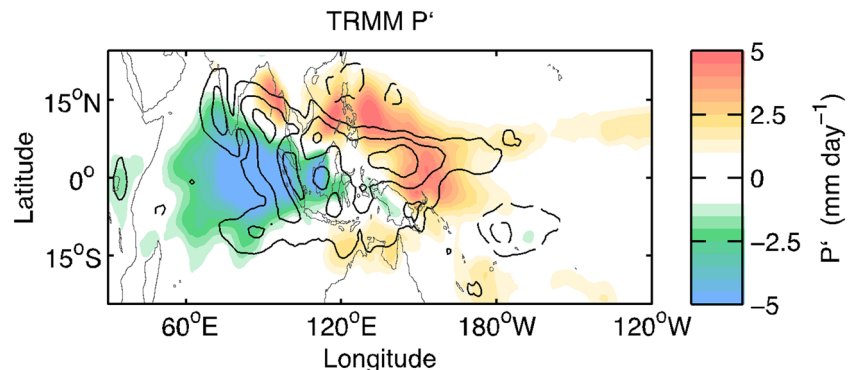 TRMM P‘
15°N
0°
15°S
Latitude
60°E
120°E
180°W
120°W
Longitude
5
2.5
0
−2.5
−5
P‘ (mm day⁻¹)